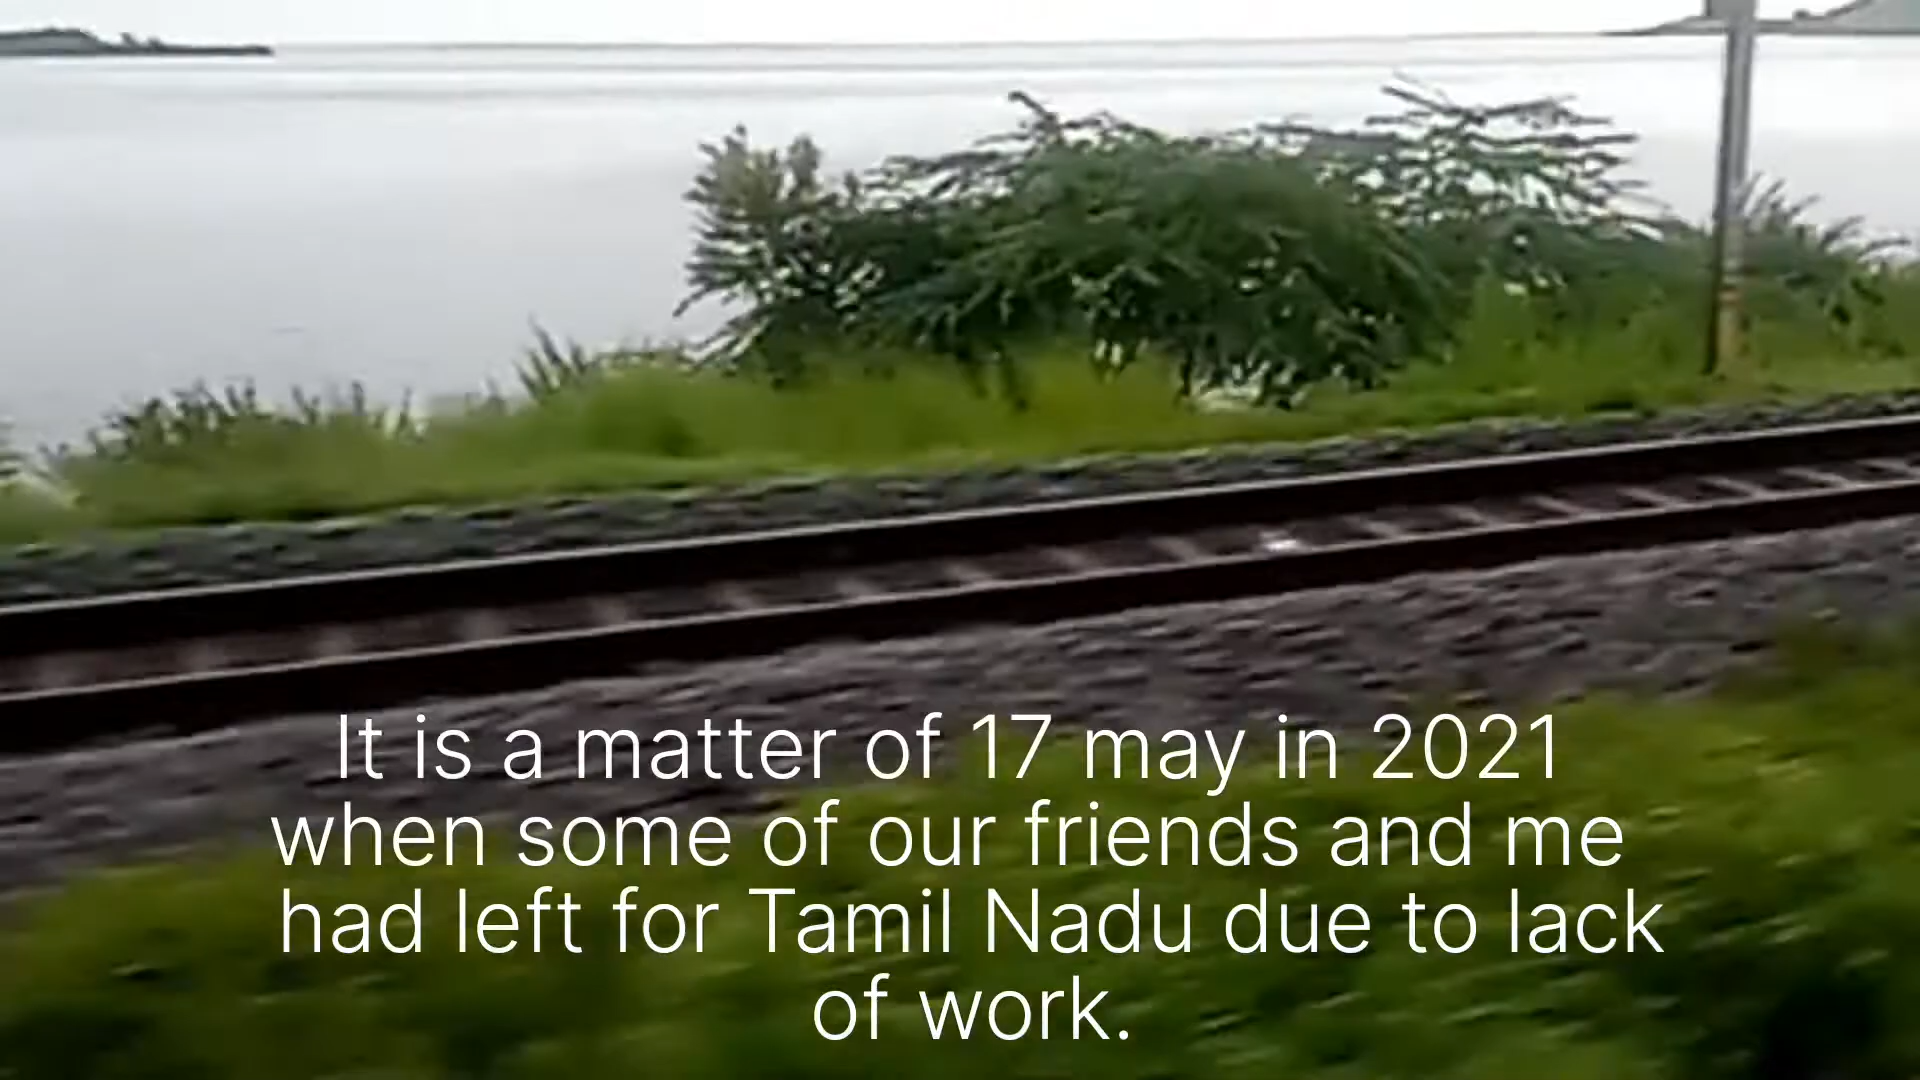 It is a matter of 17 may in 2021
when some of our friends and me
had left for Tamil Nadu due to lack
of work.